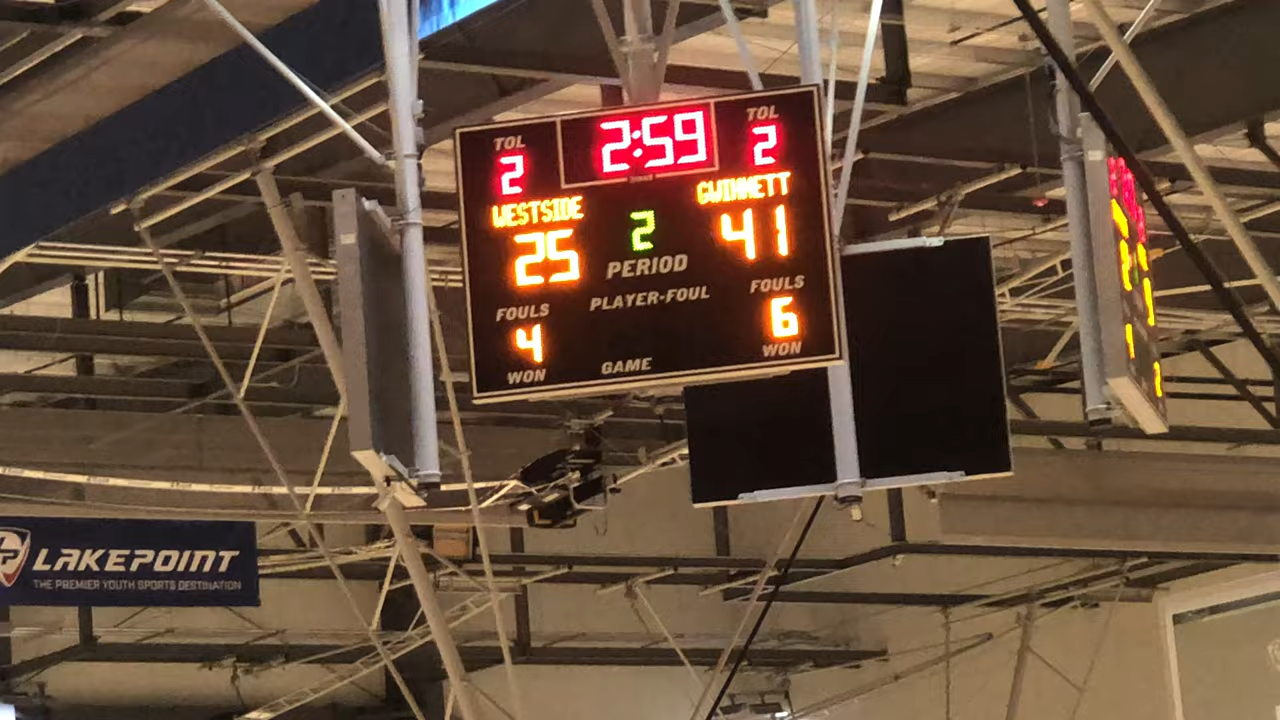 TOL
2:59
TOL
2
2
WESTSIDE
GWINNETT
25
2
41
PERIOD
FOULS
PLAYER-FOUL
FOULS
4
6
WON
GAME
WON
LAKEPOINT
THE PREMIER YOUTH SPORTS DESTINATION